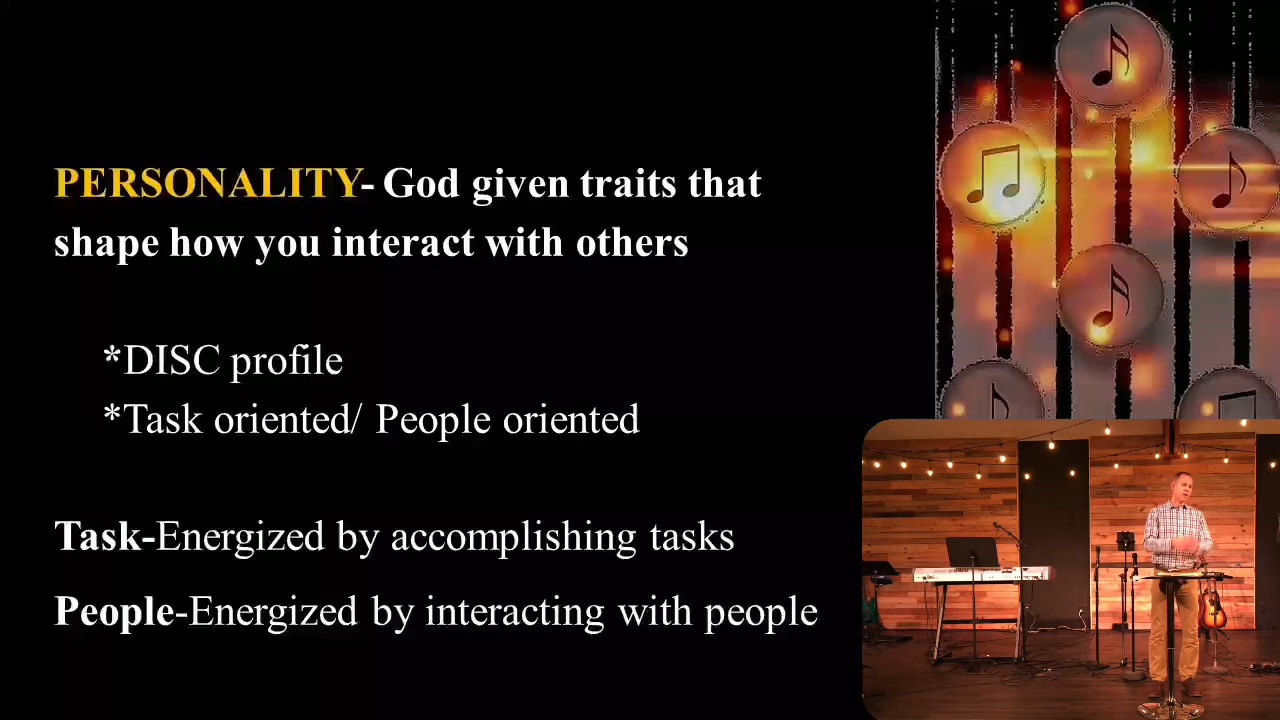 PERSONALITY- God given traits that
shape how you interact with others
*DISC profile
*Task oriented/ People oriented
Task-Energized by accomplishing tasks
People-Energized by interacting with people